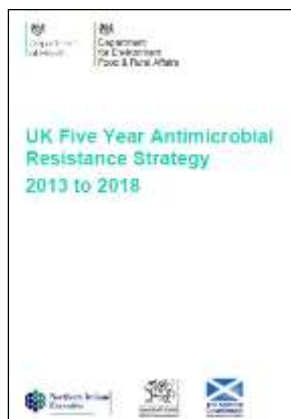 Department
of Health
Department
for Environment
Food & Rural Affairs
UK Five Year Antimicrobial
Resistance Strategy
2013 to 2018
Northern Ireland
Executive